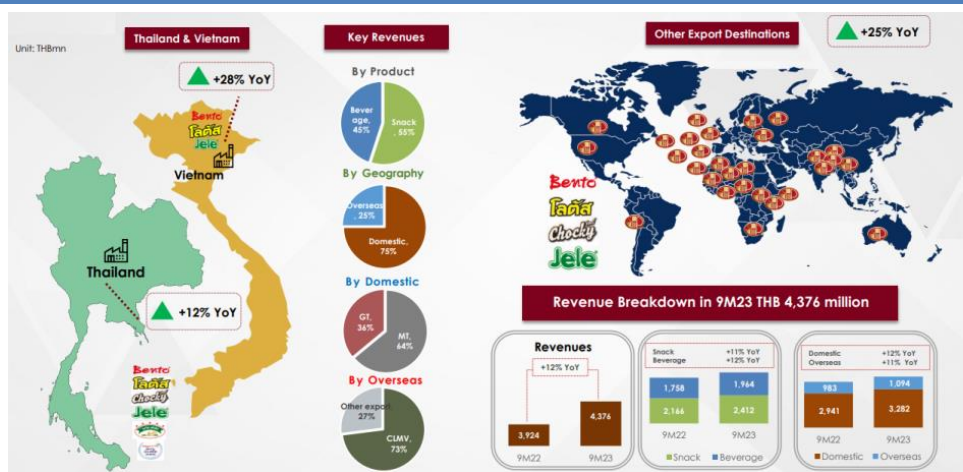 Unit: THBmn
Thailand & Vietnam
+28% YoY
Bento
โลตัส
Jele
Vietnam
Thailand
+12% YoY
Bento
โลตัส
Chocky
Jele
Key Revenues
By Product
Bever
age,
45%
Snack
, 55%
By Geography
Overseas
, 25%
Domestic,
75%
By Domestic
GT,
36%
MT,
64%
By Overseas
Other export,
27%
CLMV,
73%
Other Export Destinations
+25% YoY
Bento
โลตัส
Chocky
Jele
Revenue Breakdown in 9M23 THB 4,376 million
Revenues
+12% YoY
3,924
4,376
9M22
9M23
Snack +11% YoY
Beverage +12% YoY
1,758
1,964
2,166
2,412
9M22
9M23
Snack
Beverage
Domestic +12% YoY
Overseas +11% YoY
983
1,094
2,941
3,282
9M22
9M23
Domestic
Overseas